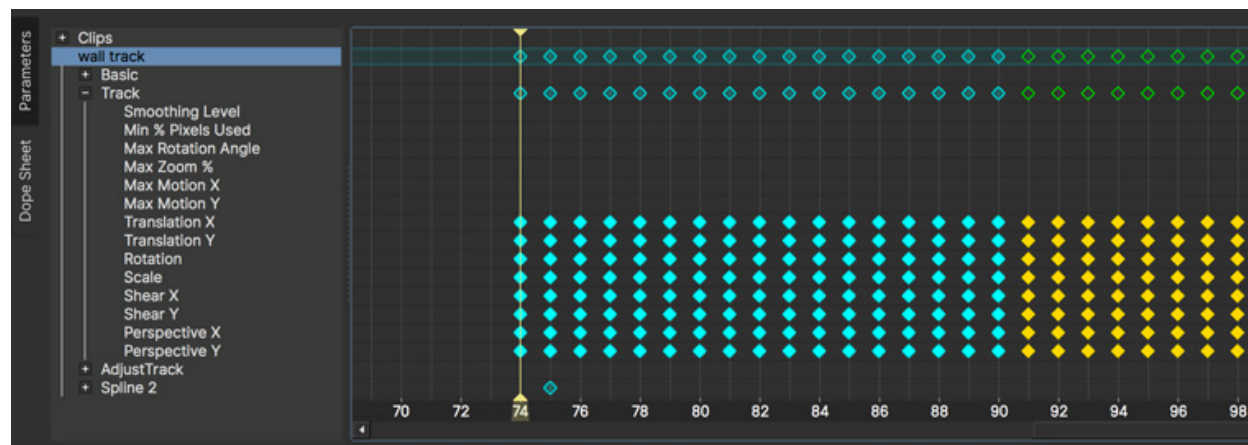 Parameters
Dope Sheet
+ Clips
wall track
+ Basic
- Track
Smoothing Level
Min % Pixels Used
Max Rotation Angle
Max Zoom %
Max Motion X
Max Motion Y
Translation X
Translation Y
Rotation
Scale
Shear X
Shear Y
Perspective X
Perspective Y
+ AdjustTrack
+ Spline 2
70 72 74 76 78 80 82 84 86 88 90 92 94 96 98